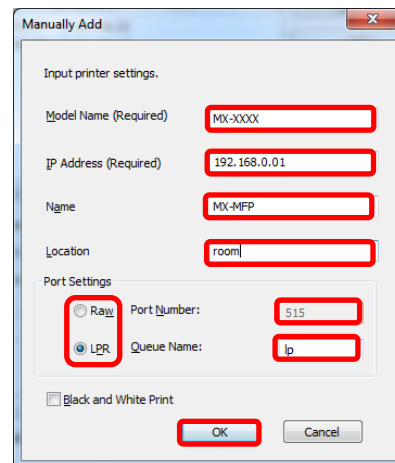 Manually Add
x
Input printer settings.
Model Name (Required) MX-XXXX
IP Address (Required) 192.168.0.01
Name MX-MFP
Location room
Port Settings
Raw Port Number: 515
LPR Queue Name: lp
Black and White Print
OK Cancel